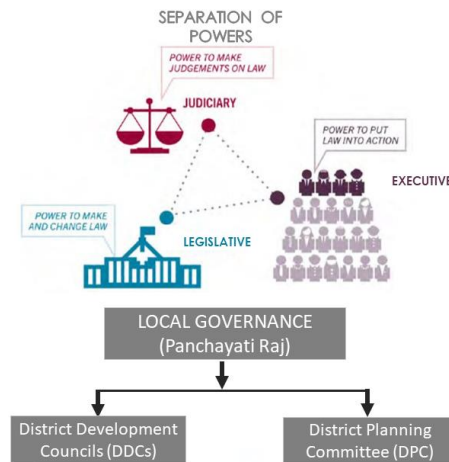 SEPARATION OF
POWERS
POWER TO MAKE
JUDGEMENTS ON LAW
JUDICIARY
POWER TO PUT
LAW INTO ACTION
EXECUTIVE
POWER TO MAKE
AND CHANGE LAW
LEGISLATIVE
LOCAL GOVERNANCE
(Panchayati Raj)
District Development
Councils (DDCs)
District Planning
Committee (DPC)